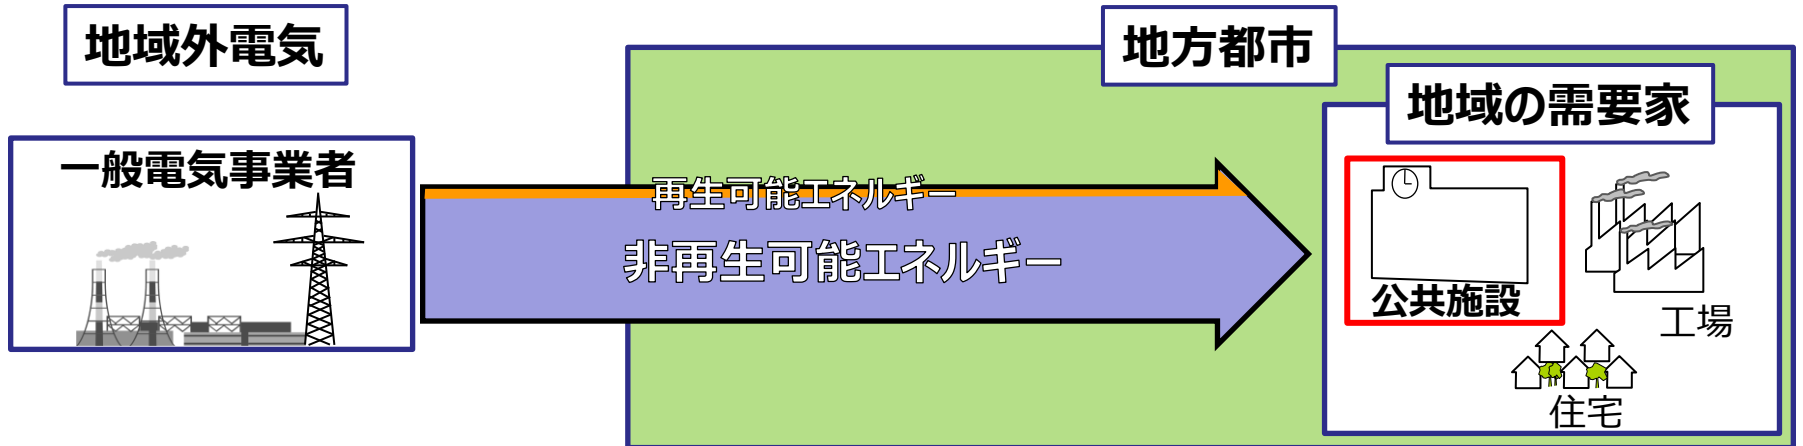 地域外電気
地方都市
地域の需要家
一般電気事業者
再生可能エネルギー
非再生可能エネルギー
公共施設
工場
住宅